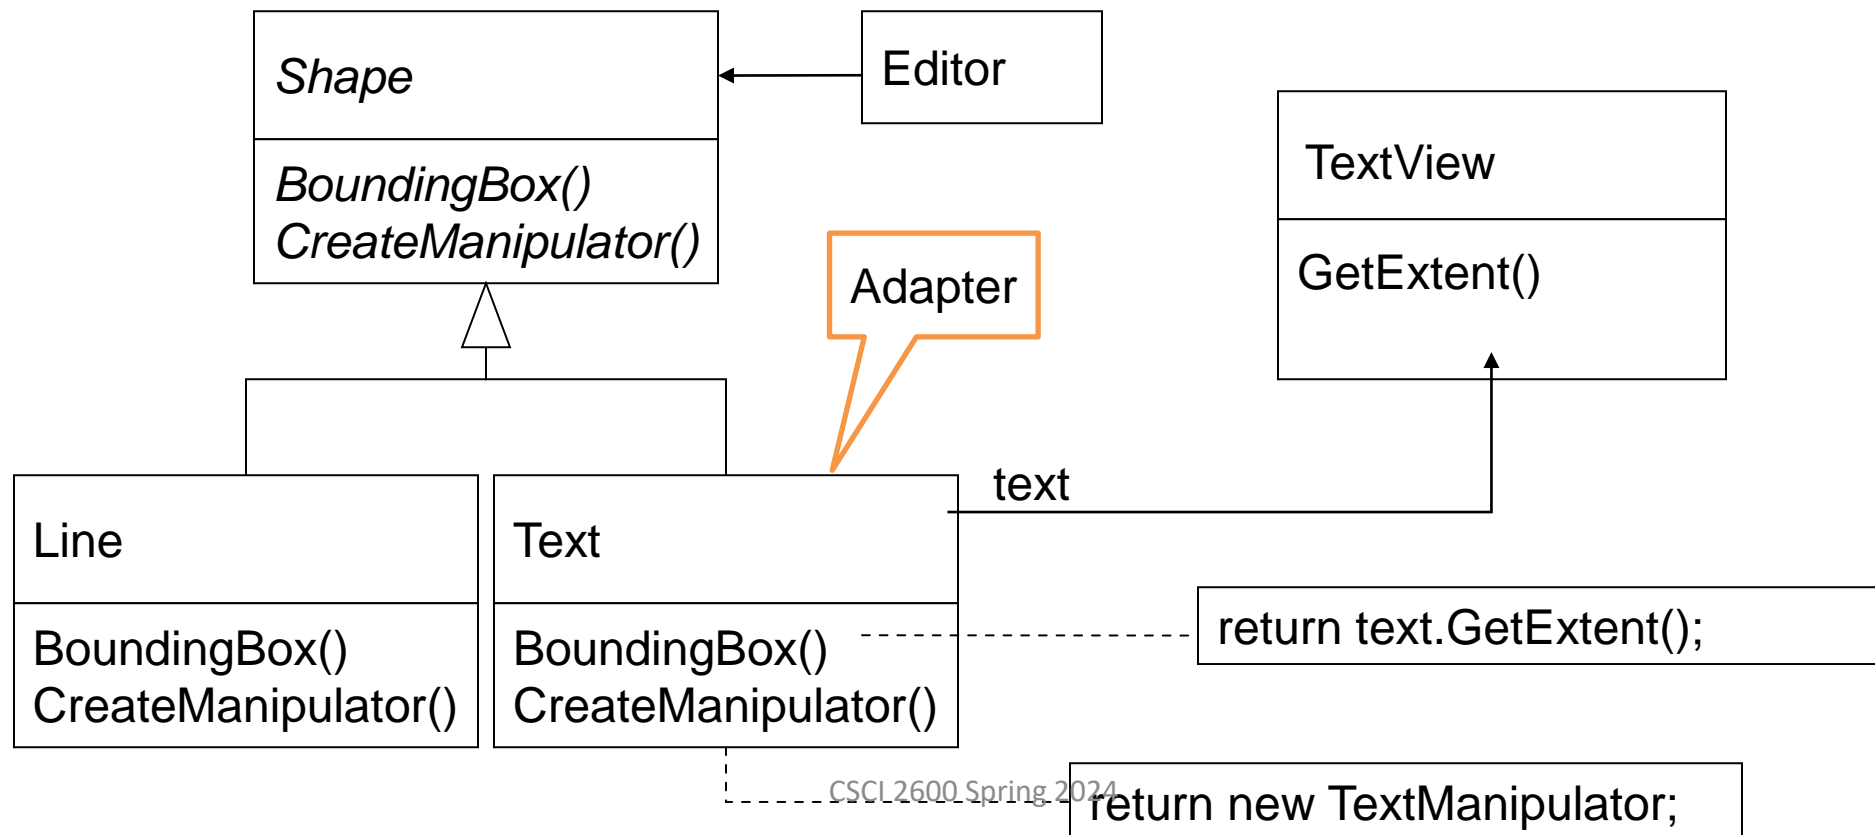 Shape
BoundingBox()
CreateManipulator()
Editor
TextView
GetExtent()
Adapter
text
Line
BoundingBox()
CreateManipulator()
Text
BoundingBox()
CreateManipulator()
return text.GetExtent();
CSCI 2600 Spring 2024
return new TextManipulator;